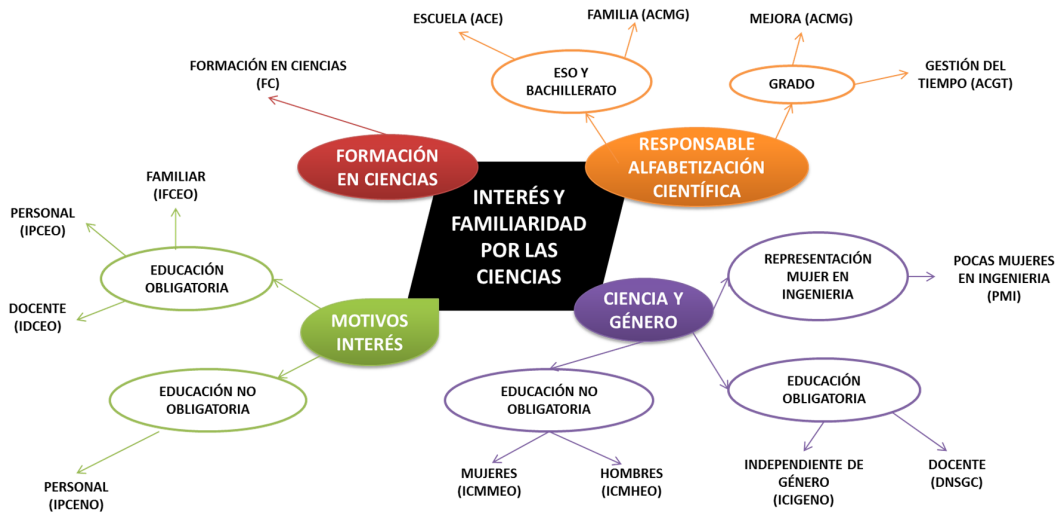 ESCUELA (ACE)
FAMILIA (ACMG)
MEJORA (ACMG)
FORMACIÓN EN CIENCIAS
(FC)
ESO Y
BACHILLERATO
GRADO
GESTIÓN DEL
TIEMPO (ACGT)
FORMACIÓN
EN CIENCIAS
RESPONSABLE
ALFABETIZACIÓN
CIENTÍFICA
INTERÉS Y
FAMILIARIDAD
POR LAS
CIENCIAS
FAMILIAR
(IFCEO)
PERSONAL
(IPCEO)
EDUCACIÓN
OBLIGATORIA
DOCENTE
(IDCEO)
MOTIVOS
INTERÉS
EDUCACIÓN NO
OBLIGATORIA
PERSONAL
(IPCENO)
CIENCIA Y
GÉNERO
REPRESENTACIÓN
MUJER EN
INGENIERIA
POCAS MUJERES
EN INGENIERIA
(PMI)
EDUCACIÓN NO
OBLIGATORIA
MUJERES
(ICMMEO)
HOMBRES
(ICMHEO)
EDUCACIÓN
OBLIGATORIA
INDEPENDIENTE DE
GÉNERO
(ICIGENO)
DOCENTE
(DNSGC)